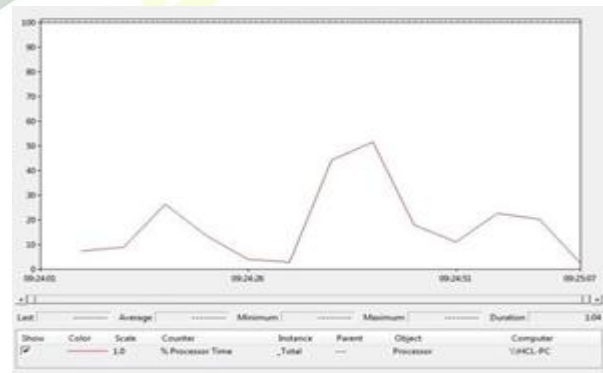 100
90
80
70
60
50
40
30
20
10
0
09:24:01 09:24:26 09:24:51 09:25:07
Last -------- Average -------- Minimum -------- Maximum -------- Duration 1:04
Show Color Scale Counter Instance Parent Object Computer
1.0 % Processor Time _Total --- Processor \\HCL-PC